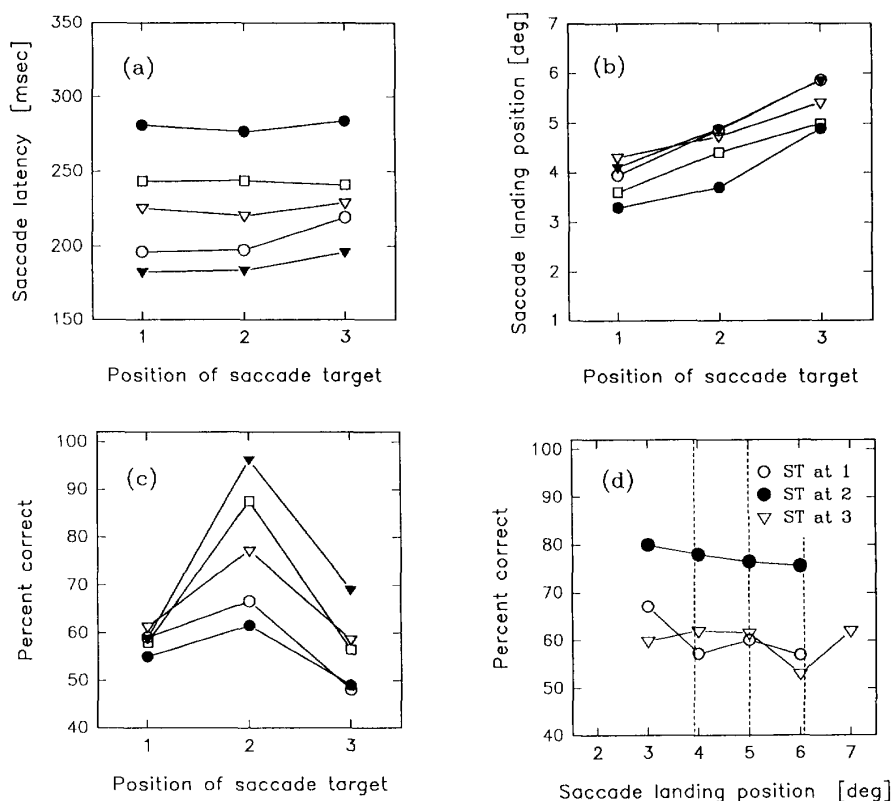 (a)
Saccade latency [msec]
350
300
250
200
150
1 2 3
Position of saccade target
(b)
Saccade landing position [deg]
7
6
5
4
3
2
1
1 2 3
Position of saccade target
(c)
Percent correct
100
90
80
70
60
50
40
1 2 3
Position of saccade target
(d)
Percent correct
100
90
80
70
60
50
40
ST at 1
ST at 2
ST at 3
2 3 4 5 6 7
Saccade landing position [deg]